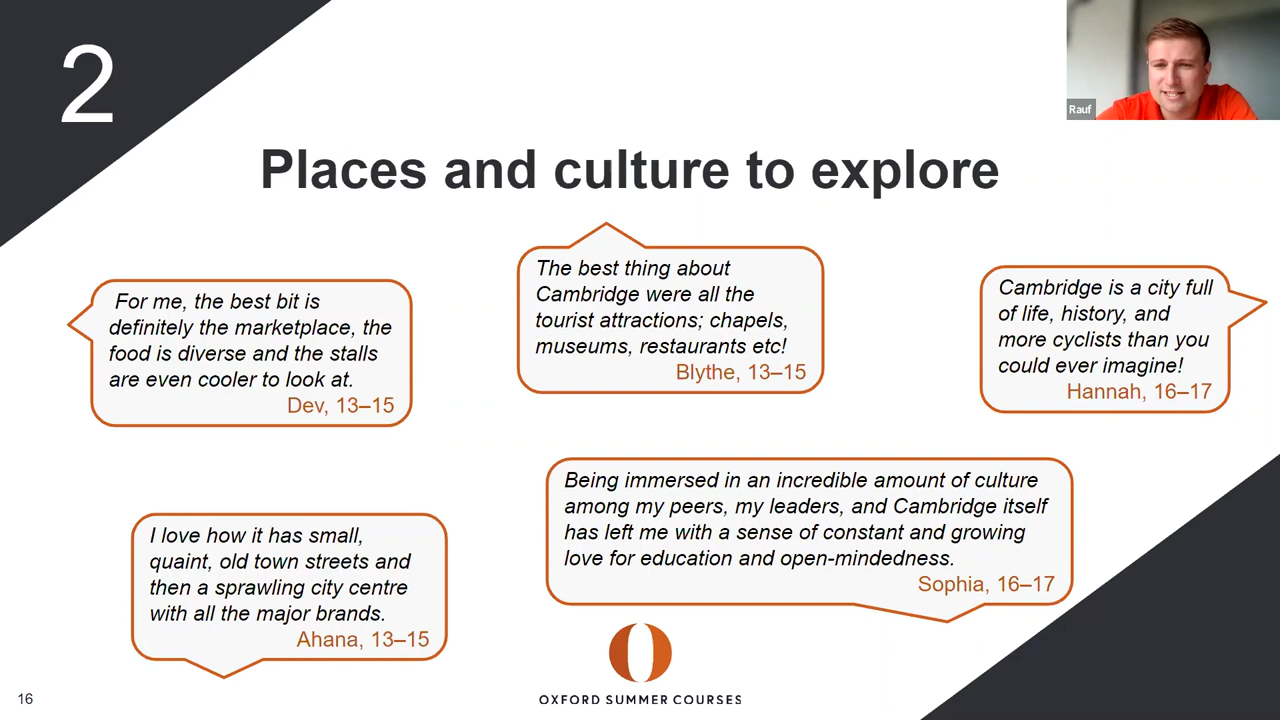 2
Rauf
Places and culture to explore
For me, the best bit is
definitely the marketplace, the
food is diverse and the stalls
are even cooler to look at.
Dev, 13–15
The best thing about
Cambridge were all the
tourist attractions; chapels,
museums, restaurants etc!
Blythe, 13–15
Cambridge is a city full
of life, history, and
more cyclists than you
could ever imagine!
Hannah, 16–17
I love how it has small,
quaint, old town streets and
then a sprawling city centre
with all the major brands.
Ahana, 13–15
Being immersed in an incredible amount of culture
among my peers, my leaders, and Cambridge itself
has left me with a sense of constant and growing
love for education and open-mindedness.
Sophia, 16–17
OXFORD SUMMER COURSES
16